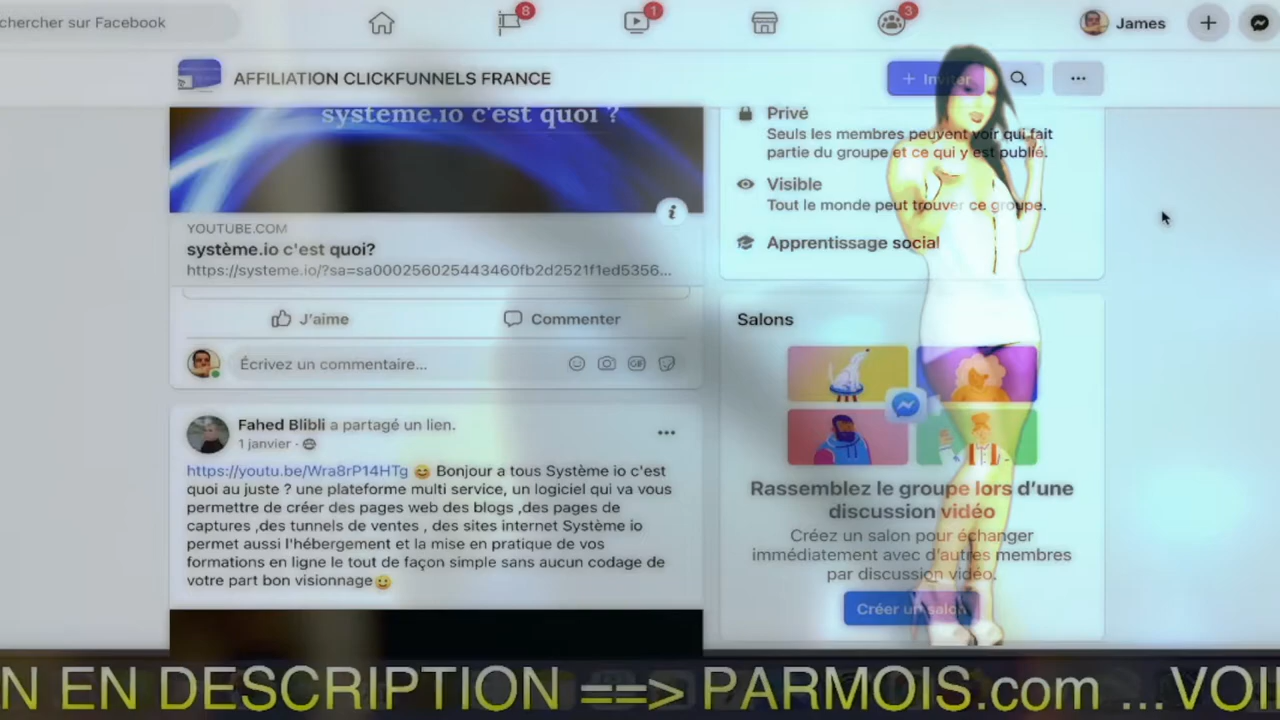 chercher sur Facebook
8
1
3
James
AFFILIATION CLICKFUNNELS FRANCE
+ Inviter
système.io c'est quoi ?
YOUTUBE.COM
système.io c'est quoi?
https://systeme.io/?sa=sa000256025443460fb2d2521f1ed5356...
J'aime
Commenter
Écrivez un commentaire...
GIF
Fahed Blibli a partagé un lien.
1 janvier ·
https://youtu.be/Wra8rP14HTg 😊 Bonjour a tous Système io c'est
quoi au juste ? une plateforme multi service, un logiciel qui va vous
permettre de créer des pages web des blogs ,des pages de
captures ,des tunnels de ventes , des sites internet Système io
permet aussi l'hébergement et la mise en pratique de vos
formations en ligne le tout de façon simple sans aucun codage de
votre part bon visionnage😀
Privé
Seuls les membres peuvent voir qui fait
partie du groupe et ce qui y est publié.
Visible
Tout le monde peut trouver ce groupe.
Apprentissage social
Salons
Rassemblez le groupe lors d'une
discussion vidéo
Créez un salon pour échanger
immédiatement avec d'autres membres
par discussion vidéo.
Créer un salon
N EN DESCRIPTION ==> PARMOIS.com ... VOI